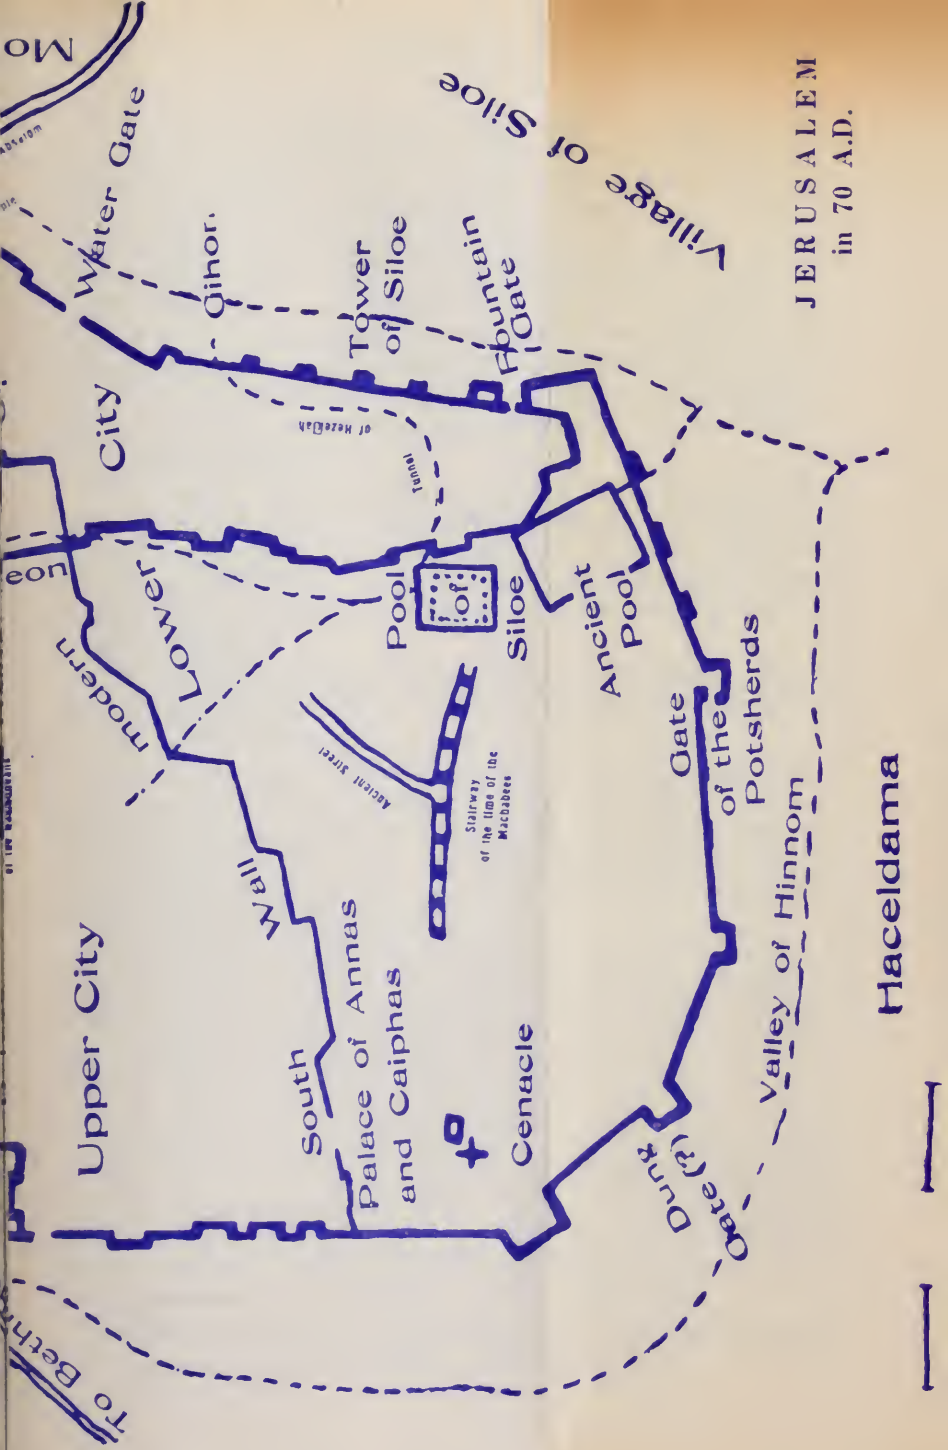 JERUSALEM
in 70 A.D.
Mo
Water Gate
Gihon
Tower
of Siloe
Fountain
Gate
Village of Siloe
Lower City
Tunnel of Hezekiah
eon
modern South Wall
Pool
of
Siloe
Ancient
Pool
Ancient Street
Stairway
of the time of the
Machabees
Gate
of the
Potsherds
Upper City
Palace of Annas
and Caiphas
Cenacle
Dung
Gate(?)
Valley of Hinnom
Haceldama
To Beth